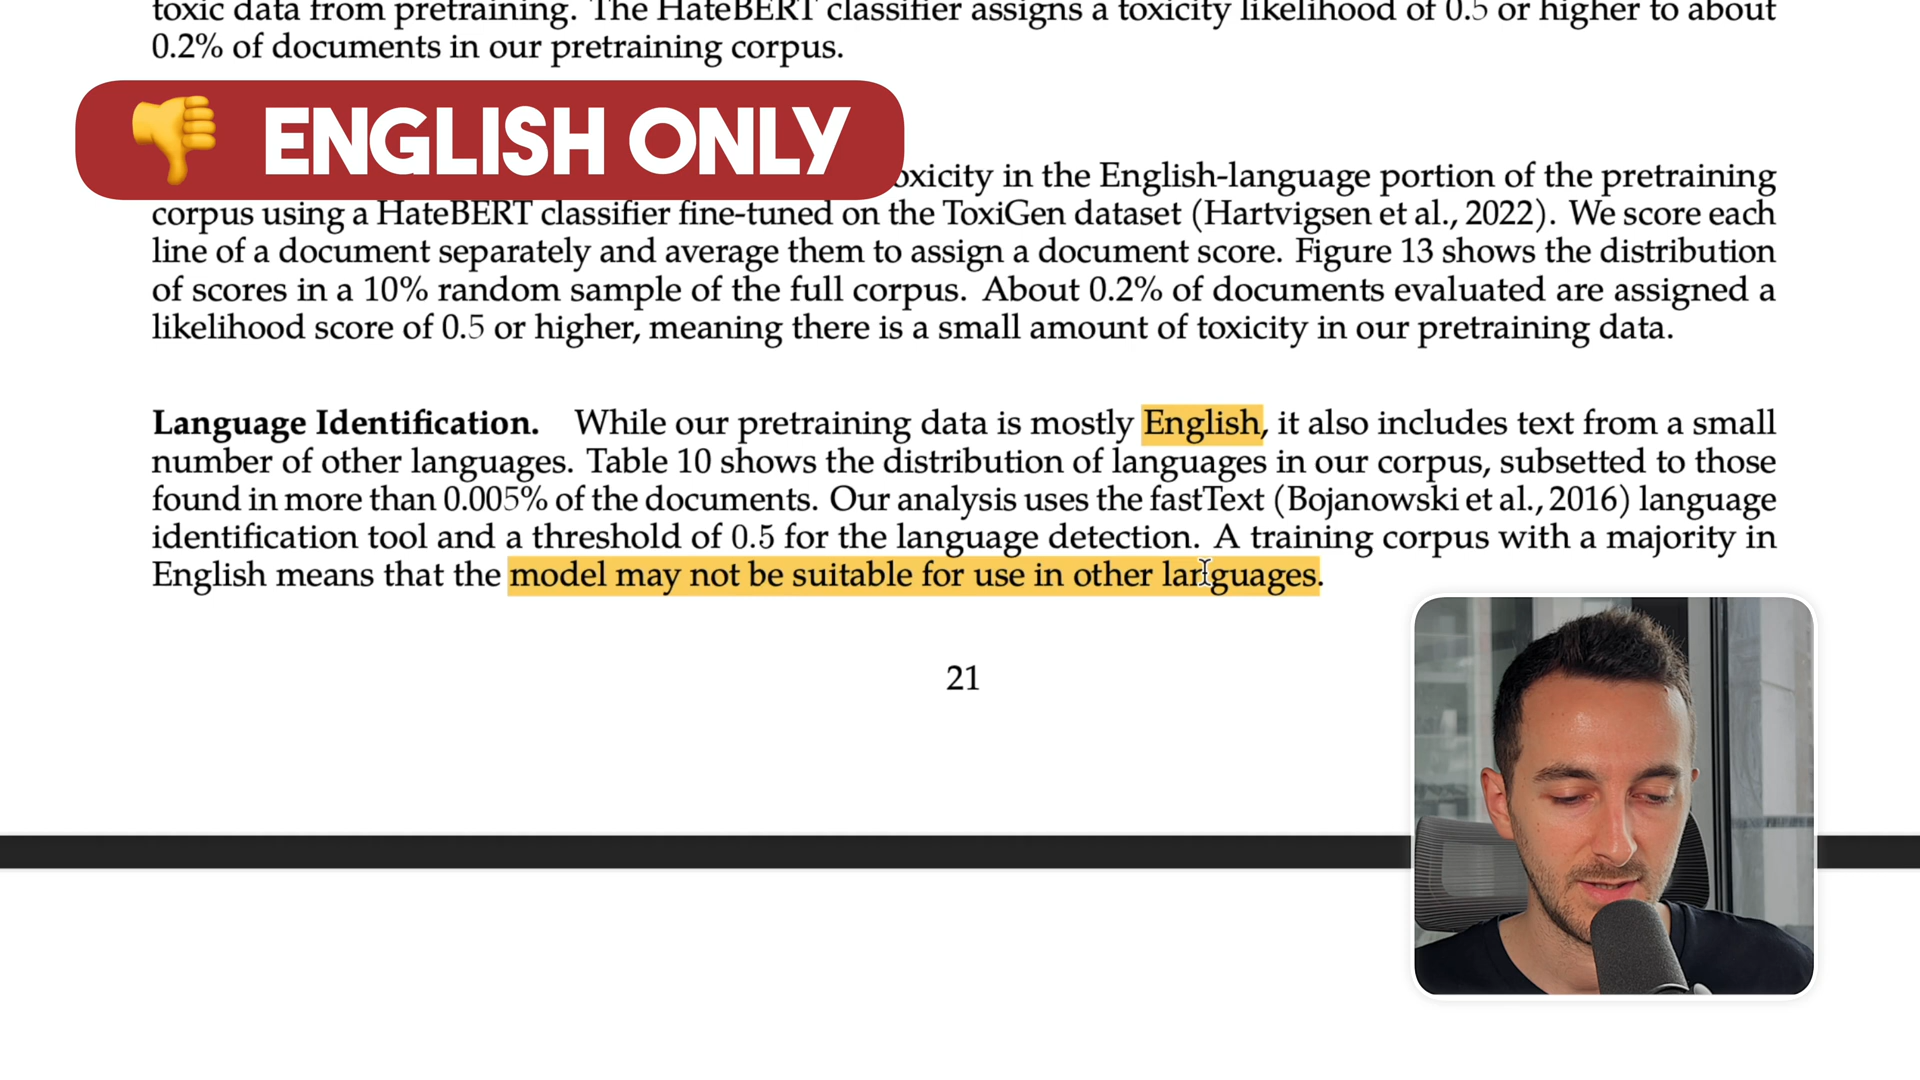 toxic data from pretraining. The HateBERT classifier assigns a toxicity likelihood of 0.5 or higher to about
0.2% of documents in our pretraining corpus.
ENGLISH ONLY
oxicity in the English-language portion of the pretraining
corpus using a HateBERT classifier fine-tuned on the ToxiGen dataset (Hartvigsen et al., 2022). We score each
line of a document separately and average them to assign a document score. Figure 13 shows the distribution
of scores in a 10% random sample of the full corpus. About 0.2% of documents evaluated are assigned a
likelihood score of 0.5 or higher, meaning there is a small amount of toxicity in our pretraining data.
Language Identification. While our pretraining data is mostly English, it also includes text from a small
number of other languages. Table 10 shows the distribution of languages in our corpus, subsetted to those
found in more than 0.005% of the documents. Our analysis uses the fastText (Bojanowski et al., 2016) language
identification tool and a threshold of 0.5 for the language detection. A training corpus with a majority in
English means that the model may not be suitable for use in other languages.
21